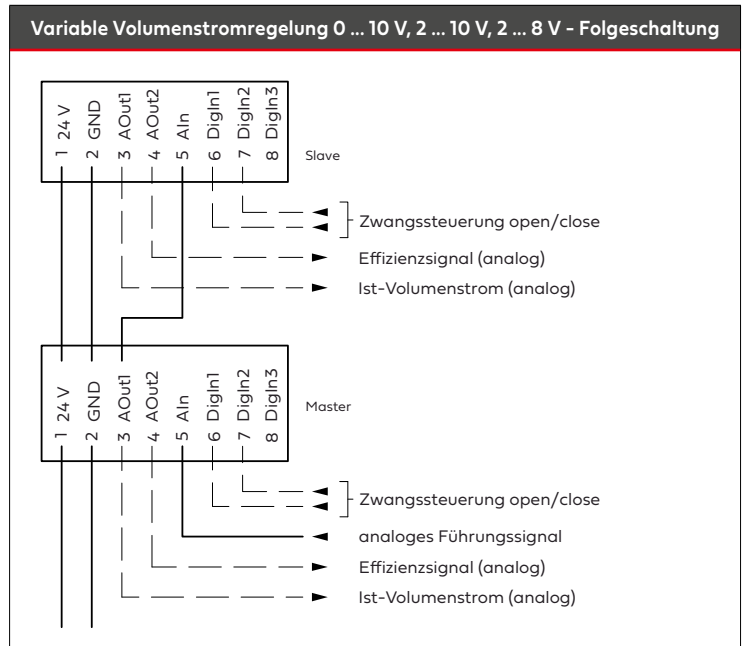 Variable Volumenstromregelung 0 ... 10 V, 2 ... 10 V, 2 ... 8 V - Folgeschaltung
1 24 V
2 GND
3 AOut1
4 AOut2
5 AIn
6 DigIn1
7 DigIn2
8 DigIn3
Slave
Zwangssteuerung open/close
Effizienzsignal (analog)
Ist-Volumenstrom (analog)
1 24 V
2 GND
3 AOut1
4 AOut2
5 AIn
6 DigIn1
7 DigIn2
8 DigIn3
Master
Zwangssteuerung open/close
analoges Führungssignal
Effizienzsignal (analog)
Ist-Volumenstrom (analog)